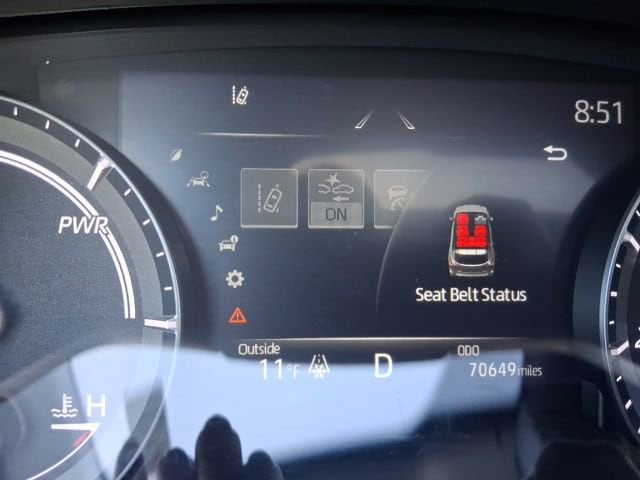 8:51
PWR
ON
Seat Belt Status
Outside
11°F
D
ODO
70649 miles
H